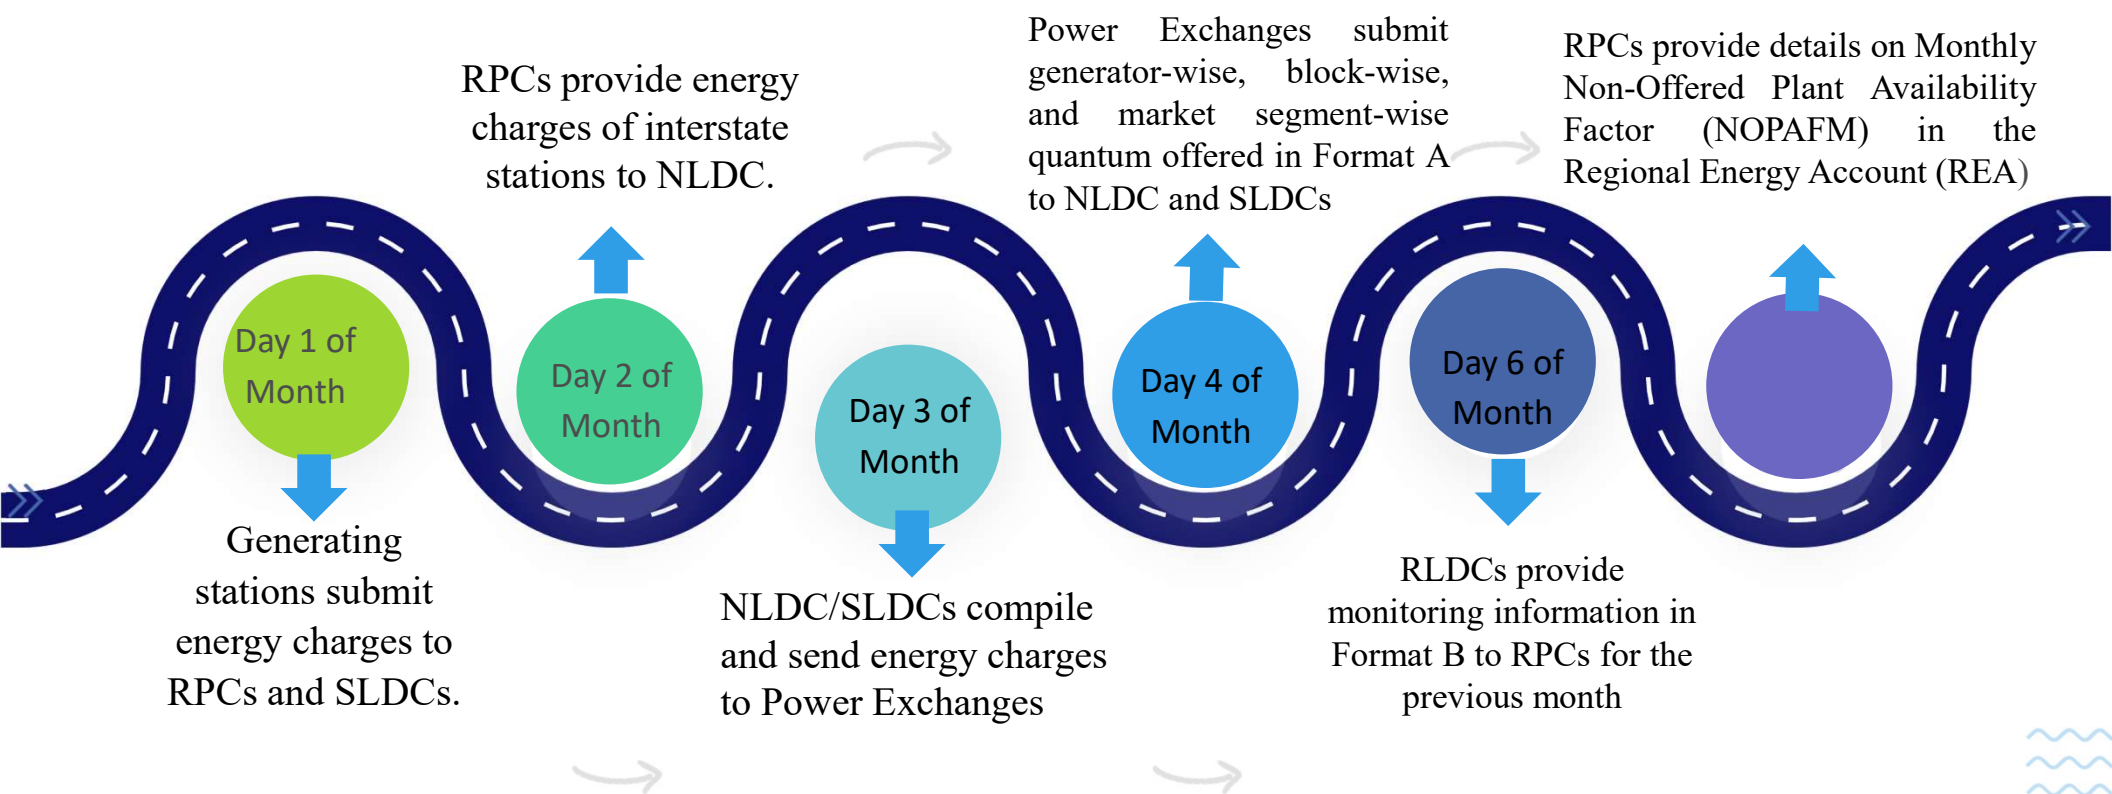 Day 1 of
Month
Generating
stations submit
energy charges to
RPCs and SLDCs.
RPCs provide energy
charges of interstate
stations to NLDC.
Day 2 of
Month
Day 3 of
Month
NLDC/SLDCs compile
and send energy charges
to Power Exchanges
Power Exchanges submit
generator-wise, block-wise,
and market segment-wise
quantum offered in Format A
to NLDC and SLDCs
Day 4 of
Month
Day 6 of
Month
RLDCs provide
monitoring information in
Format B to RPCs for the
previous month
RPCs provide details on Monthly
Non-Offered Plant Availability
Factor (NOPAFM) in the
Regional Energy Account (REA)